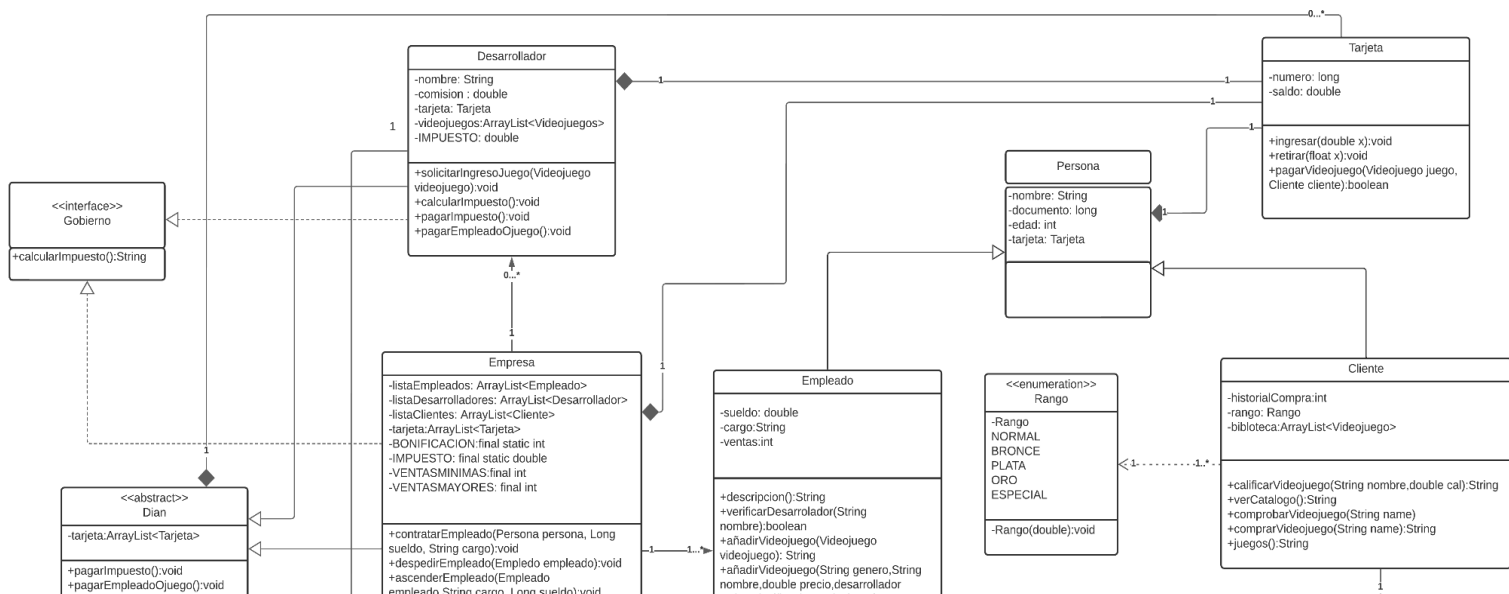 0...*
Desarrollador
-nombre: String
-comision : double
-tarjeta: Tarjeta
-videojuegos:ArrayList<Videojuegos>
-IMPUESTO: double
+solicitarIngresoJuego(Videojuego
videojuego):void
+calcularImpuesto():void
+pagarImpuesto():void
+pagarEmpleadoOjuego():void
1
1
1
Tarjeta
-numero: long
-saldo: double
+ingresar(double x):void
+retirar(float x):void
+pagarVideojuego(Videojuego juego,
Cliente cliente):boolean
1
1
1
Persona
-nombre: String
-documento: long
-edad: int
-tarjeta: Tarjeta
1
<<interface>>
Gobierno
+calcularImpuesto():String
0...*
1
Empresa
-listaEmpleados: ArrayList<Empleado>
-listaDesarrolladores: ArrayList<Desarrollador>
-listaClientes: ArrayList<Cliente>
-tarjeta:ArrayList<Tarjeta>
-BONIFICACION:final static int
-IMPUESTO: final static double
-VENTASMINIMAS:final int
-VENTASMAYORES: final int
+contratarEmpleado(Persona persona, Long
sueldo, String cargo):void
+despedirEmpleado(Empledo empleado):void
+ascenderEmpleado(Empleado
empleado,String cargo, Long sueldo):void
1
Empleado
-sueldo: double
-cargo:String
-ventas:int
+descripcion():String
+verificarDesarrolador(String
nombre):boolean
+añadirVideojuego(Videojuego
videojuego): String
+añadirVideojuego(String genero,String
nombre,double precio,desarrollador
1
1...*
<<enumeration>>
Rango
-Rango
NORMAL
BRONCE
PLATA
ORO
ESPECIAL
-Rango(double):void
1
1..*
Cliente
-historialCompra:int
-rango: Rango
-bibloteca:ArrayList<Videojuego>
+calificarVideojuego(String nombre,double cal):String
+verCatalogo():String
+comprobarVideojuego(String name)
+comprarVideojuego(String name):String
+juegos():String
1
1
<<abstract>>
Dian
-tarjeta:ArrayList<Tarjeta>
+pagarImpuesto():void
+pagarEmpleadoOjuego():void